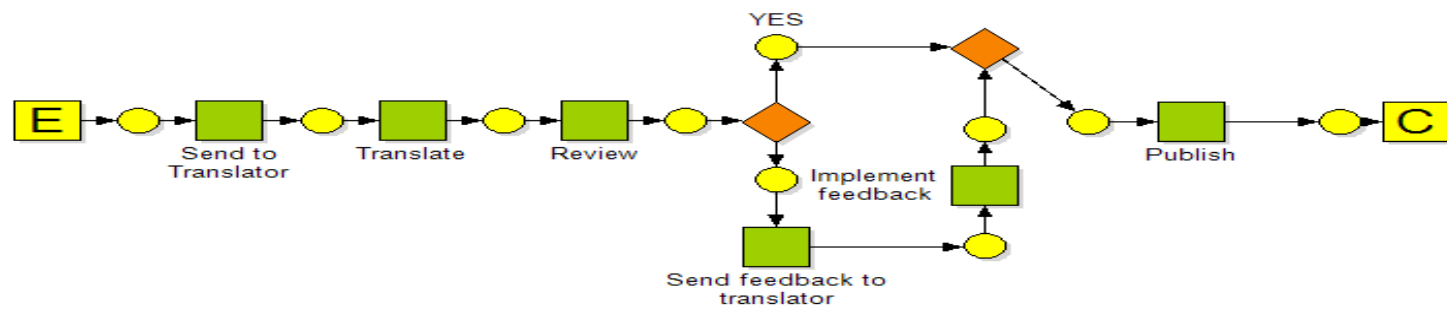 YES
E
C
Send to
Translator
Translate
Review
Implement
feedback
Publish
Send feedback to
translator